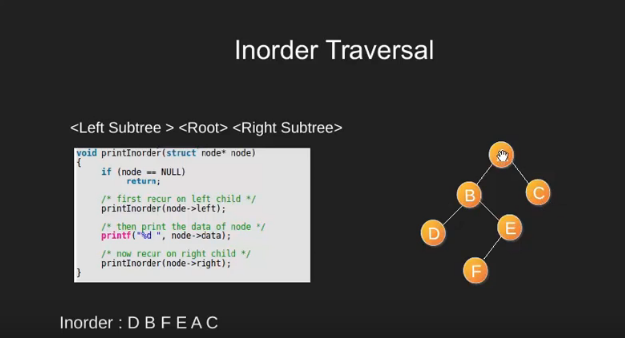 Inorder Traversal
<Left Subtree > <Root> <Right Subtree>
void printInorder(struct node* node)
{
if (node == NULL)
return;
/* first recur on left child */
printInorder(node->left);
/* then print the data of node */
printf("%d ", node->data);
/* now recur on right child */
printInorder(node->right);
}
B
C
D
E
F
Inorder : D B F E A C